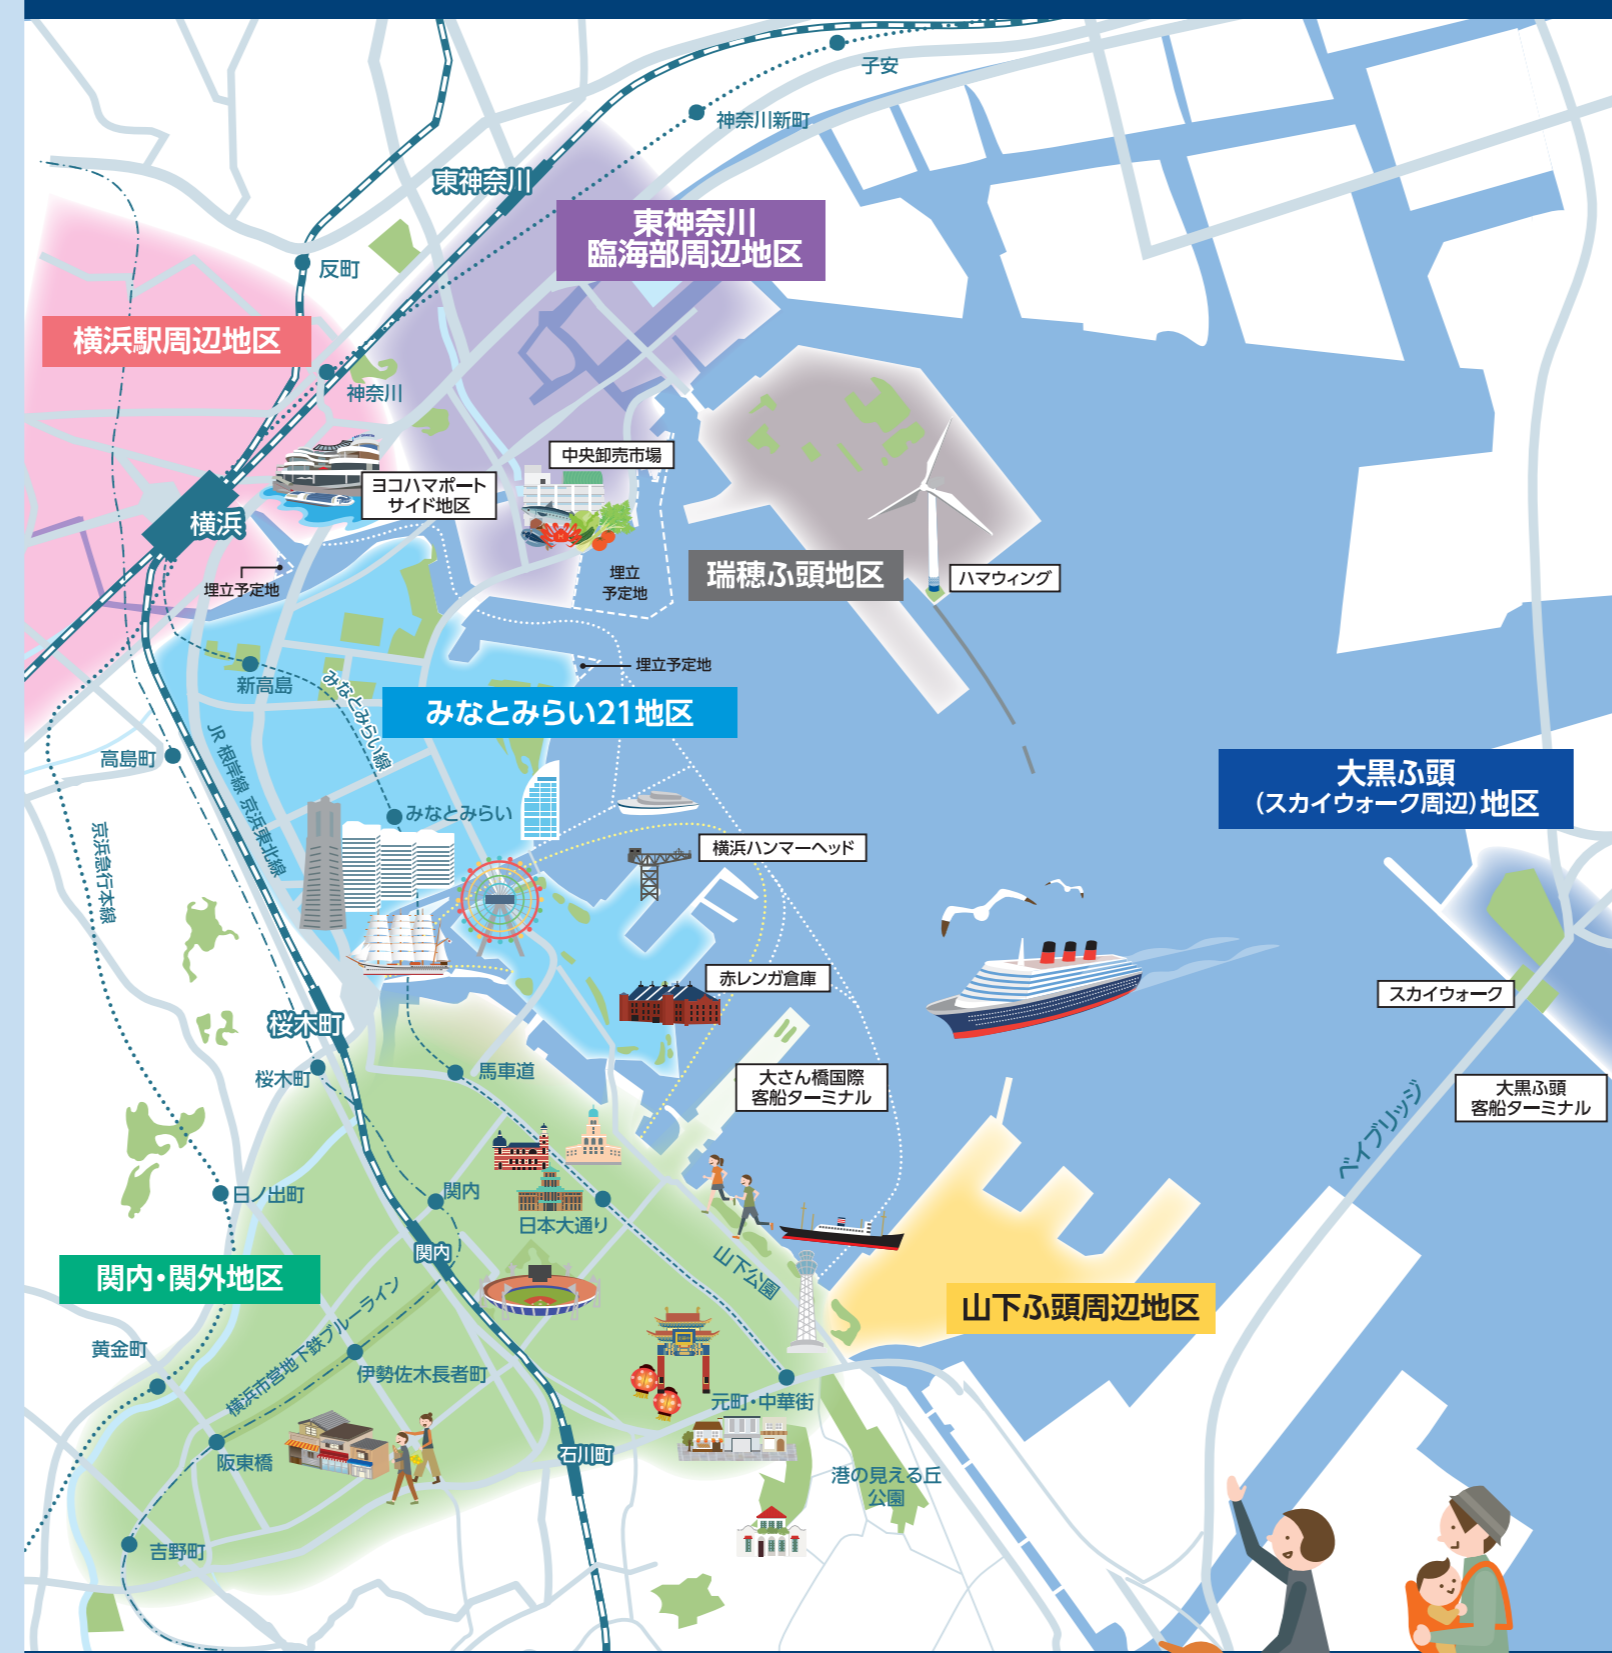 子安
神奈川新町
東神奈川
東神奈川
臨海部周辺地区
反町
横浜駅周辺地区
神奈川
中央卸売市場
ヨコハマポート
サイド地区
横浜
埋立予定地
埋立
予定地
瑞穂ふ頭地区
ハマウィング
埋立予定地
新高島
みなとみらい線
みなとみらい21地区
高島町
JR 根岸線 京浜東北線
みなとみらい
大黒ふ頭
（スカイウォーク周辺）地区
京浜急行本線
横浜ハンマーヘッド
赤レンガ倉庫
スカイウォーク
桜木町
桜木町
馬車道
大さん橋国際
客船ターミナル
大黒ふ頭
客船ターミナル
ベイブリッジ
日ノ出町
関内
日本大通り
関内
山下公園
関内・関外地区
山下ふ頭周辺地区
黄金町
横浜市営地下鉄ブルーライン
伊勢佐木長者町
元町・中華街
阪東橋
石川町
港の見える丘
公園
吉野町